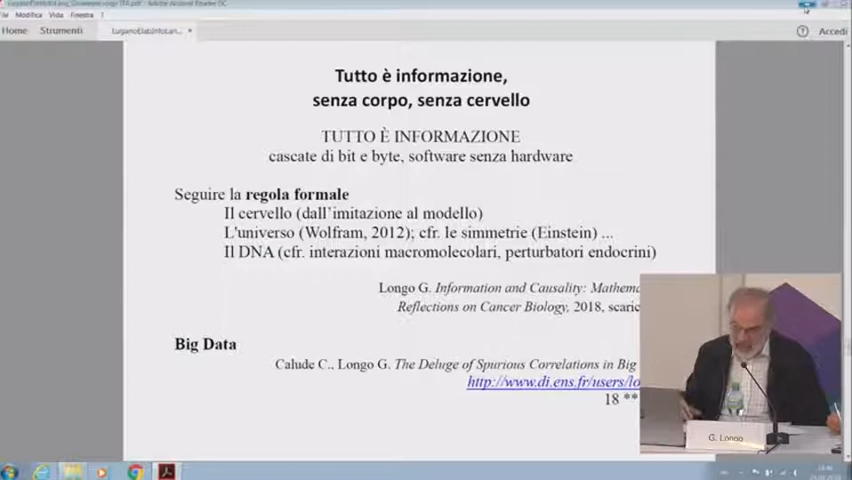 Modifica Vista Finestra ?
Home Strumenti
Accedi
Tutto è informazione,
senza corpo, senza cervello
TUTTO È INFORMAZIONE
cascate di bit e byte, software senza hardware
Seguire la regola formale
Il cervello (dall'imitazione al modello)
L'universo (Wolfram, 2012); cfr. le simmetrie (Einstein) ...
Il DNA (cfr. interazioni macromolecolari, perturbatori endocrini)
Longo G. Information and Causality: Mathema
Reflections on Cancer Biology, 2018, scaric
Big Data
Calude C., Longo G. The Deluge of Spurious Correlations in Big
http://www.di.ens.fr/users/lo
18 **
G. Longo